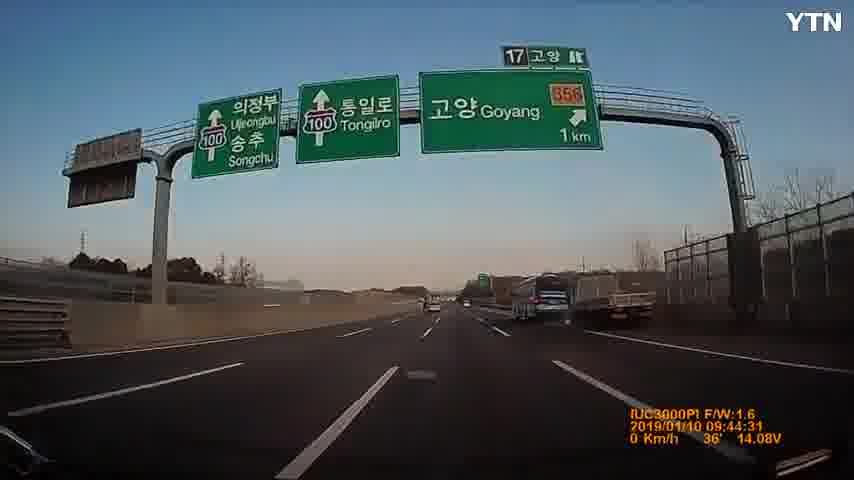 YTN
17 고양
의정부
Uijeongbu
송추
Songchu
100
통일로
Tongilro
100
고양 Goyang
356
1 km
IUC3000PI F/W:1.6
2019/01/10 09:44:31
0 Km/h 36' 14.08V